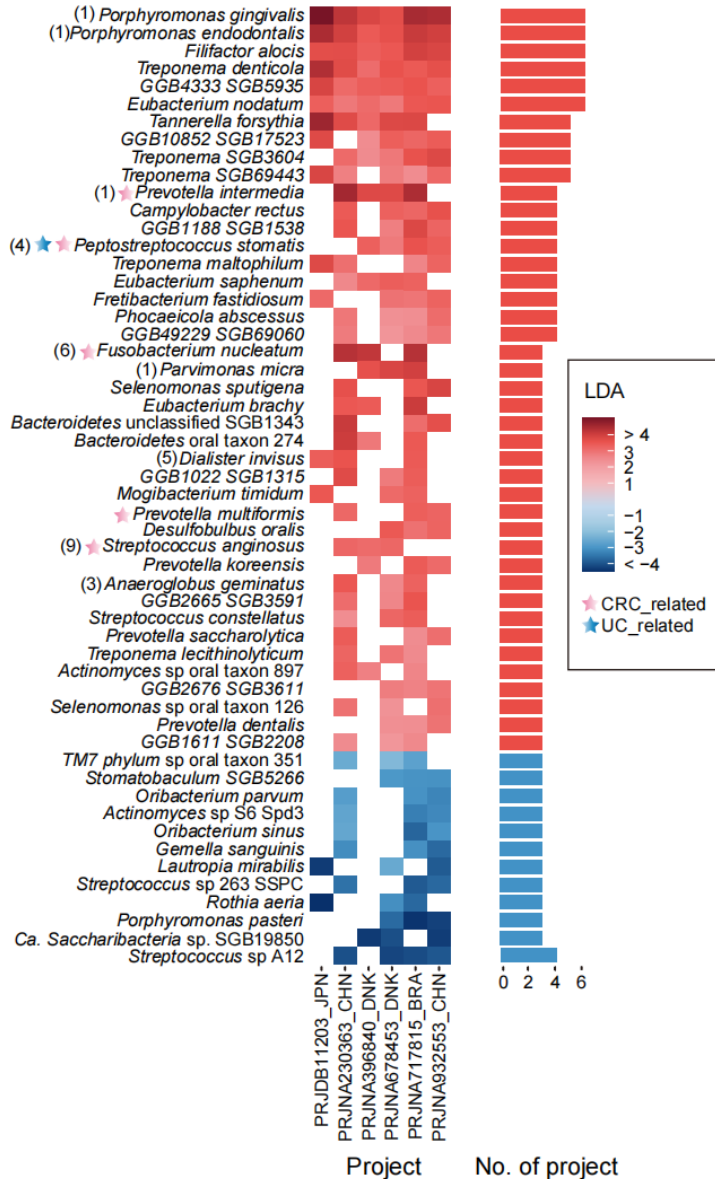 (1) Porphyromonas gingivalis
(1)Porphyromonas endodontalis
Filifactor alocis
Treponema denticola
GGB4333 SGB5935
Eubacterium nodatum
Tannerella forsythia
GGB10852 SGB17523
Treponema SGB3604
Treponema SGB69443
(1) Prevotella intermedia
Campylobacter rectus
GGB1188 SGB1538
(4) Peptostreptococcus stomatis
Treponema maltophilum
Eubacterium saphenum
Fretibacterium fastidiosum
Phocaeicola abscessus
GGB49229 SGB69060
(6) Fusobacterium nucleatum
(1) Parvimonas micra
Selenomonas sputigena
Eubacterium brachy
Bacteroidetes unclassified SGB1343
Bacteroidetes oral taxon 274
(5) Dialister invisus
GGB1022 SGB1315
Mogibacterium timidum
Prevotella multiformis
Desulfobulbus oralis
(9) Streptococcus anginosus
Prevotella koreensis
(3) Anaeroglobus geminatus
GGB2665 SGB3591
Streptococcus constellatus
Prevotella saccharolytica
Treponema lecithinolyticum
Actinomyces sp oral taxon 897
GGB2676 SGB3611
Selenomonas sp oral taxon 126
Prevotella dentalis
GGB1611 SGB2208
TM7 phylum sp oral taxon 351
Stomatobaculum SGB5266
Oribacterium parvum
Actinomyces sp S6 Spd3
Oribacterium sinus
Gemella sanguinis
Lautropia mirabilis
Streptococcus sp 263 SSPC
Rothia aeria
Porphyromonas pasteri
Ca. Saccharibacteria sp. SGB19850
Streptococcus sp A12
PRJDB11203_JPN
PRJNA230363_CHN
PRJNA396840_DNK
PRJNA678453_DNK
PRJNA717815_BRA
PRJNA932553_CHN
Project
0 2 4 6
No. of project
LDA
> 4
3
2
1
−1
−2
−3
< −4
CRC_related
UC_related